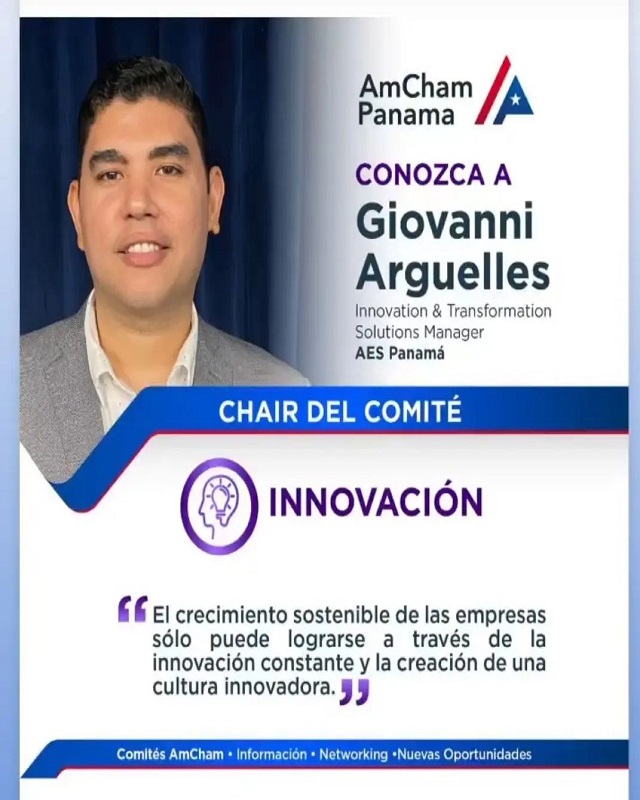 AmCham
Panama
CONOZCA A
Giovanni
Arguelles
Innovation & Transformation
Solutions Manager
AES Panamá
CHAIR DEL COMITÉ
INNOVACIÓN
“ El crecimiento sostenible de las empresas
sólo puede lograrse a través de la
innovación constante y la creación de una
cultura innovadora. ”
Comités AmCham • Información • Networking •Nuevas Oportunidades